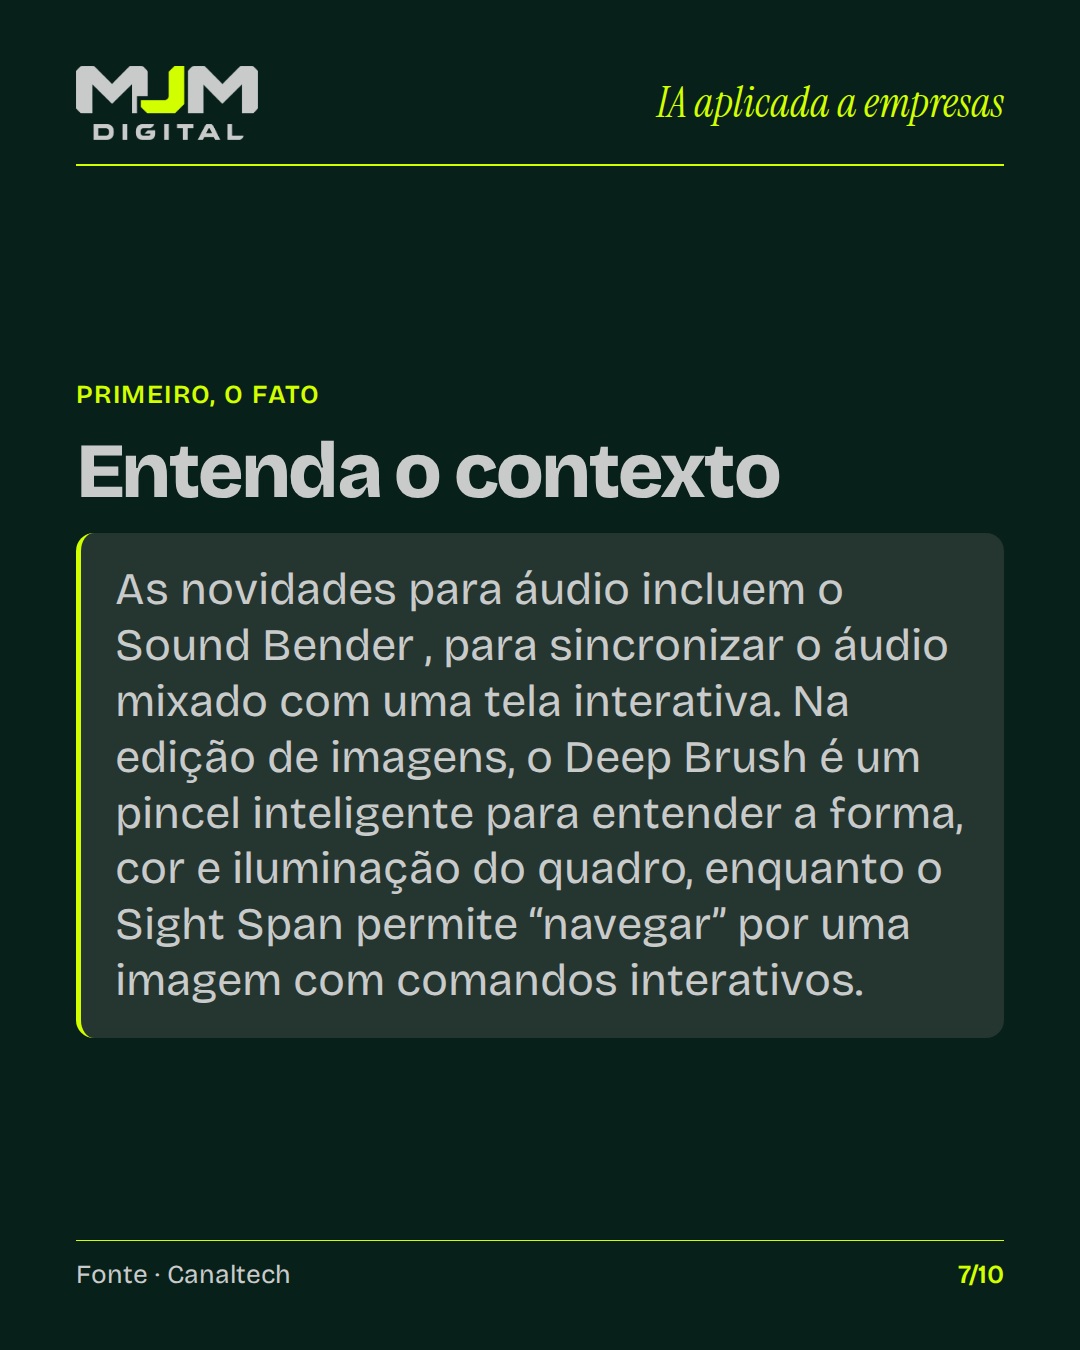 MJM
DIGITAL
IA aplicada a empresas
PRIMEIRO, O FATO
Entenda o contexto
As novidades para áudio incluem o
Sound Bender , para sincronizar o áudio
mixado com uma tela interativa. Na
edição de imagens, o Deep Brush é um
pincel inteligente para entender a forma,
cor e iluminação do quadro, enquanto o
Sight Span permite “navegar” por uma
imagem com comandos interativos.
Fonte · Canaltech
7/10